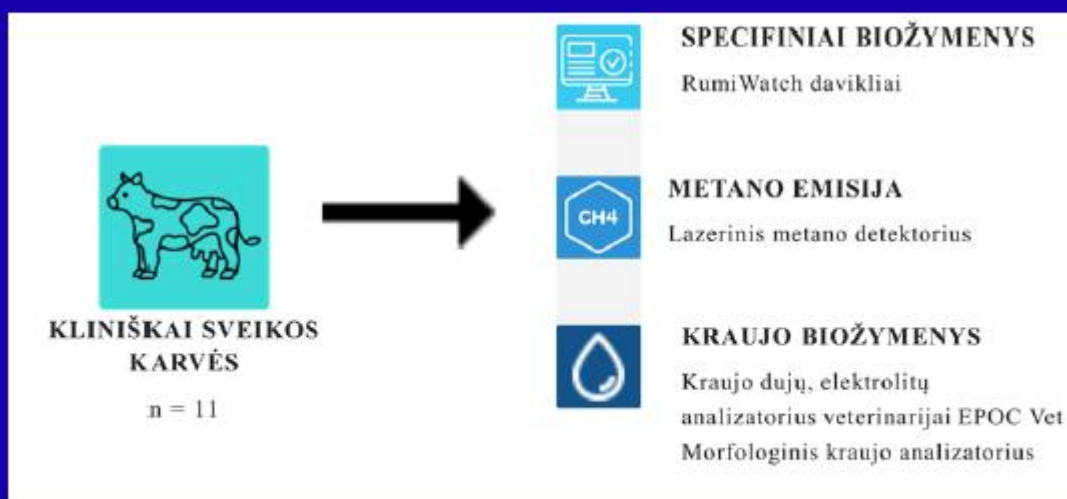 SPECIFINIAI BIOŽYMENYS
RumiWatch davikliai
METANO EMISIJA
CH4
Lazerinis metano detektorius
KLINIŠKAI SVEIKOS
KARVĖS
n = 11
KRAUJO BIOŽYMENYS
Kraujo dujų, elektrolitų
analizatorius veterinarijai EPOC Vet
Morfologinis kraujo analizatorius